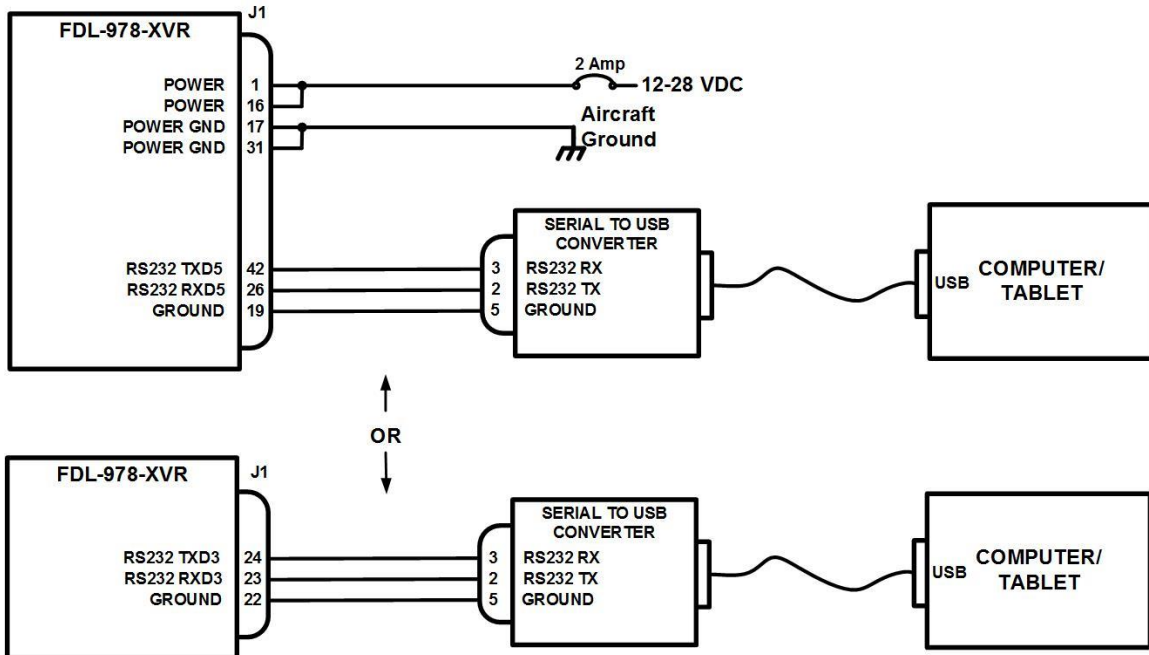 J1
FDL-978-XVR
2 Amp
POWER 1 12-28 VDC
POWER 16
POWER GND 17
POWER GND 31
Aircraft
Ground
SERIAL TO USB
CONVERTER
RS232 TXD5 42 3 RS232 RX
RS232 RXD5 26 2 RS232 TX
GROUND 19 5 GROUND
USB
COMPUTER/
TABLET
OR
FDL-978-XVR
J1
SERIAL TO USB
CONVERTER
RS232 TXD3 24 3 RS232 RX
RS232 RXD3 23 2 RS232 TX
GROUND 22 5 GROUND
USB
COMPUTER/
TABLET